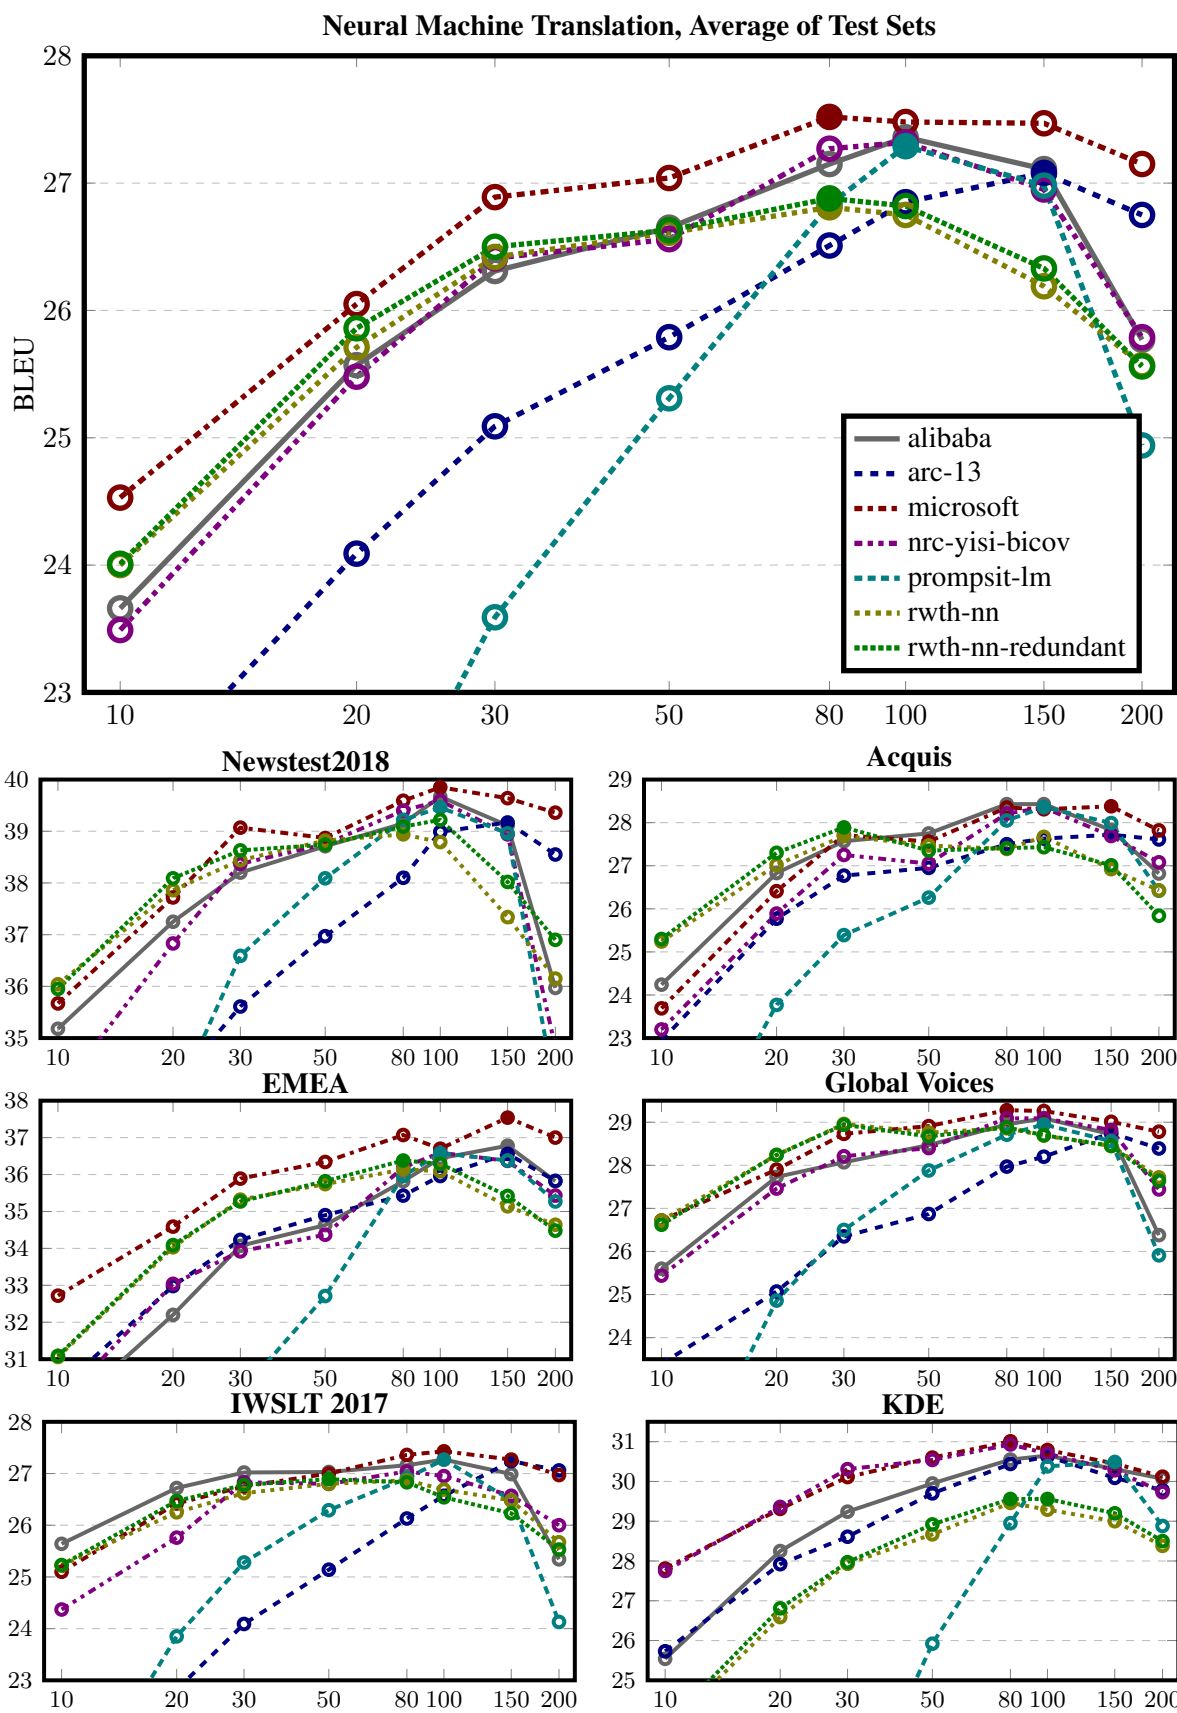 Neural Machine Translation, Average of Test Sets
28
27
26
25
24
23
BLEU
alibaba
arc-13
microsoft
nrc-yisi-bicov
prompsit-lm
rwth-nn
rwth-nn-redundant
10 20 30 50 80 100 150 200
Newstest2018
40
39
38
37
36
35
10 20 30 50 80 100 150 200
Acquis
29
28
27
26
25
24
23
10 20 30 50 80 100 150 200
EMEA
38
37
36
35
34
33
32
31
10 20 30 50 80 100 150 200
Global Voices
29
28
27
26
25
24
10 20 30 50 80 100 150 200
IWSLT 2017
28
27
26
25
24
23
10 20 30 50 80 100 150 200
KDE
31
30
29
28
27
26
25
10 20 30 50 80 100 150 200